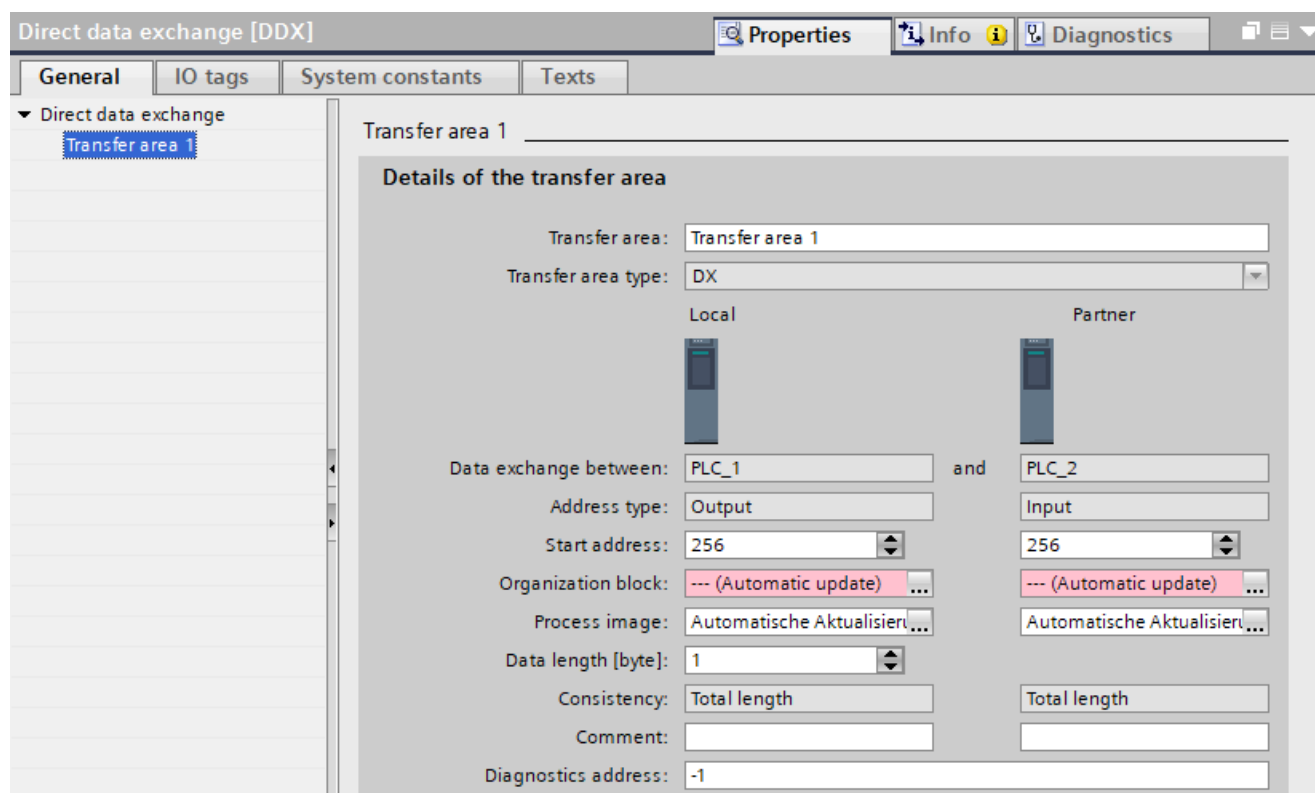 Direct data exchange [DDX]
Properties
Info
Diagnostics
General
IO tags
System constants
Texts
Direct data exchange
Transfer area 1
Transfer area 1
Details of the transfer area
Transfer area: Transfer area 1
Transfer area type: DX
Local Partner
Data exchange between: PLC_1 and PLC_2
Address type: Output Input
Start address: 256 256
Organization block: --- (Automatic update) ... --- (Automatic update) ...
Process image: Automatische ... Automatische ...
Data length [byte]: 1
Consistency: Total length Total length
Comment:
Diagnostics address: -1